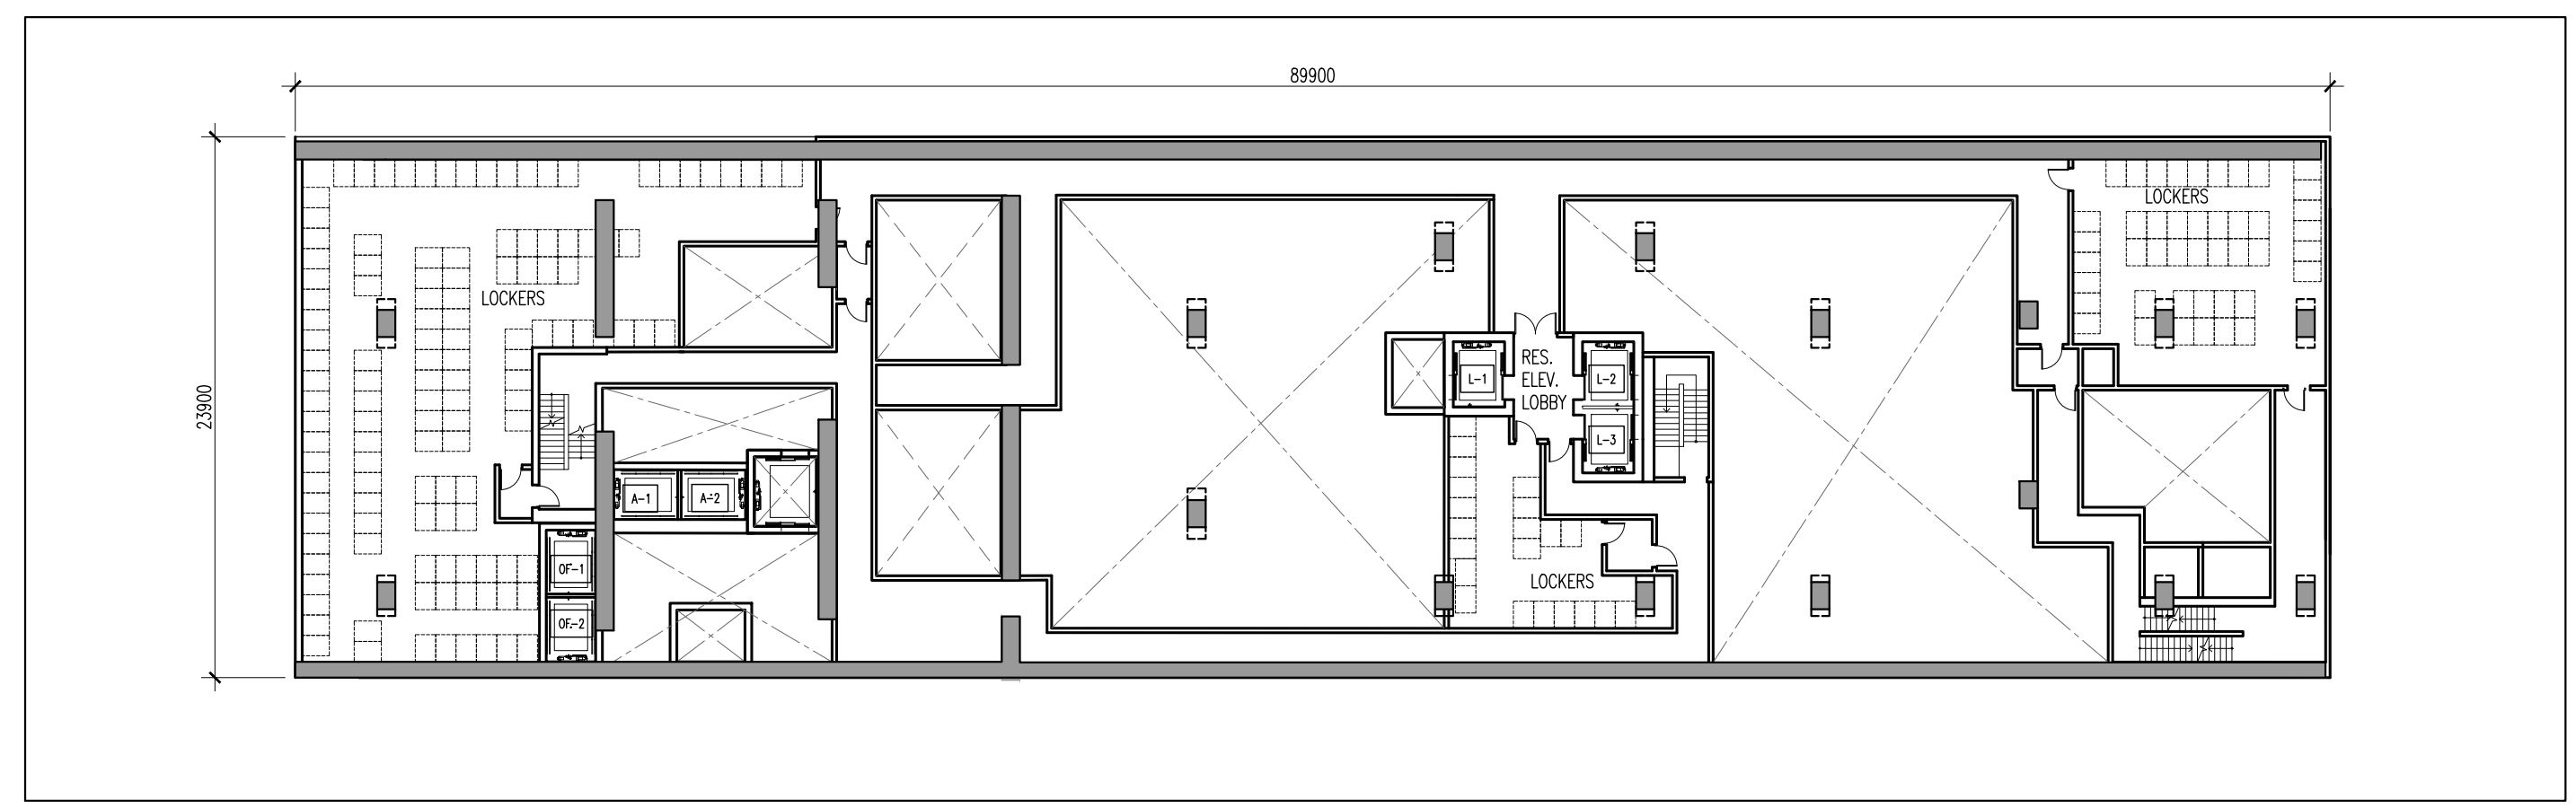 89900
23900
LOCKERS
LOCKERS
RES.
ELEV.
LOBBY
L-1
L-2
L-3
A-1
A-2
OF-1
OF-2
LOCKERS